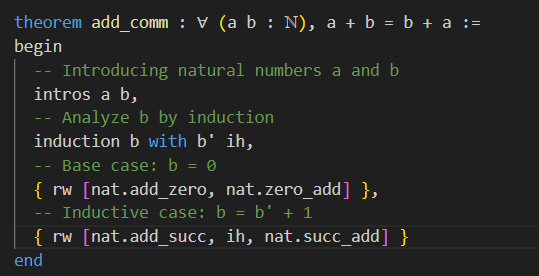 theorem add_comm : ∀ (a b : ℕ), a + b = b + a :=
begin
  -- Introducing natural numbers a and b
  intros a b,
  -- Analyze b by induction
  induction b with b' ih,
  -- Base case: b = 0
  { rw [nat.add_zero, nat.zero_add] },
  -- Inductive case: b = b' + 1
  { rw [nat.add_succ, ih, nat.succ_add] }
end